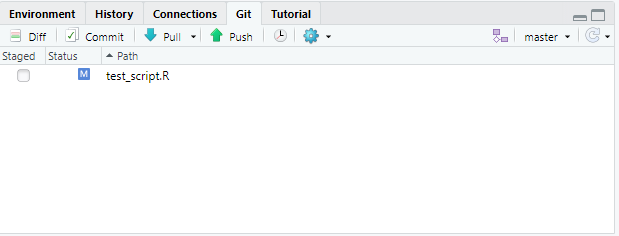 Environment History Connections Git Tutorial
Diff Commit Pull Push master
Staged Status Path
M test_script.R